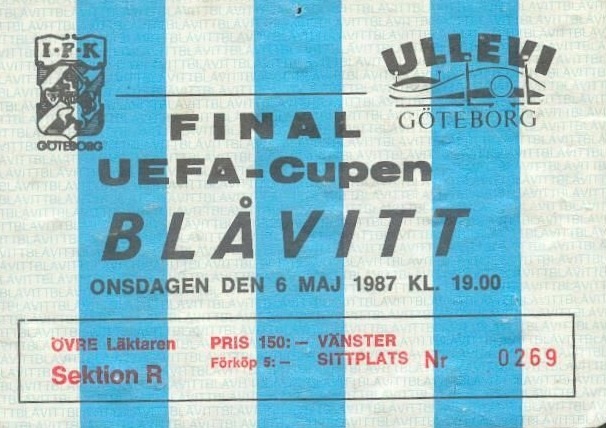 I·F·K
GÖTEBORG
ULLEVI
GÖTEBORG
FINAL
UEFA-Cupen
BLÅVITT
ONSDAGEN DEN 6 MAJ 1987 KL. 19.00
ÖVRE Läktaren PRIS 150:— VÄNSTER
Sektion R Förköp 5:— SITTPLATS Nr 0269